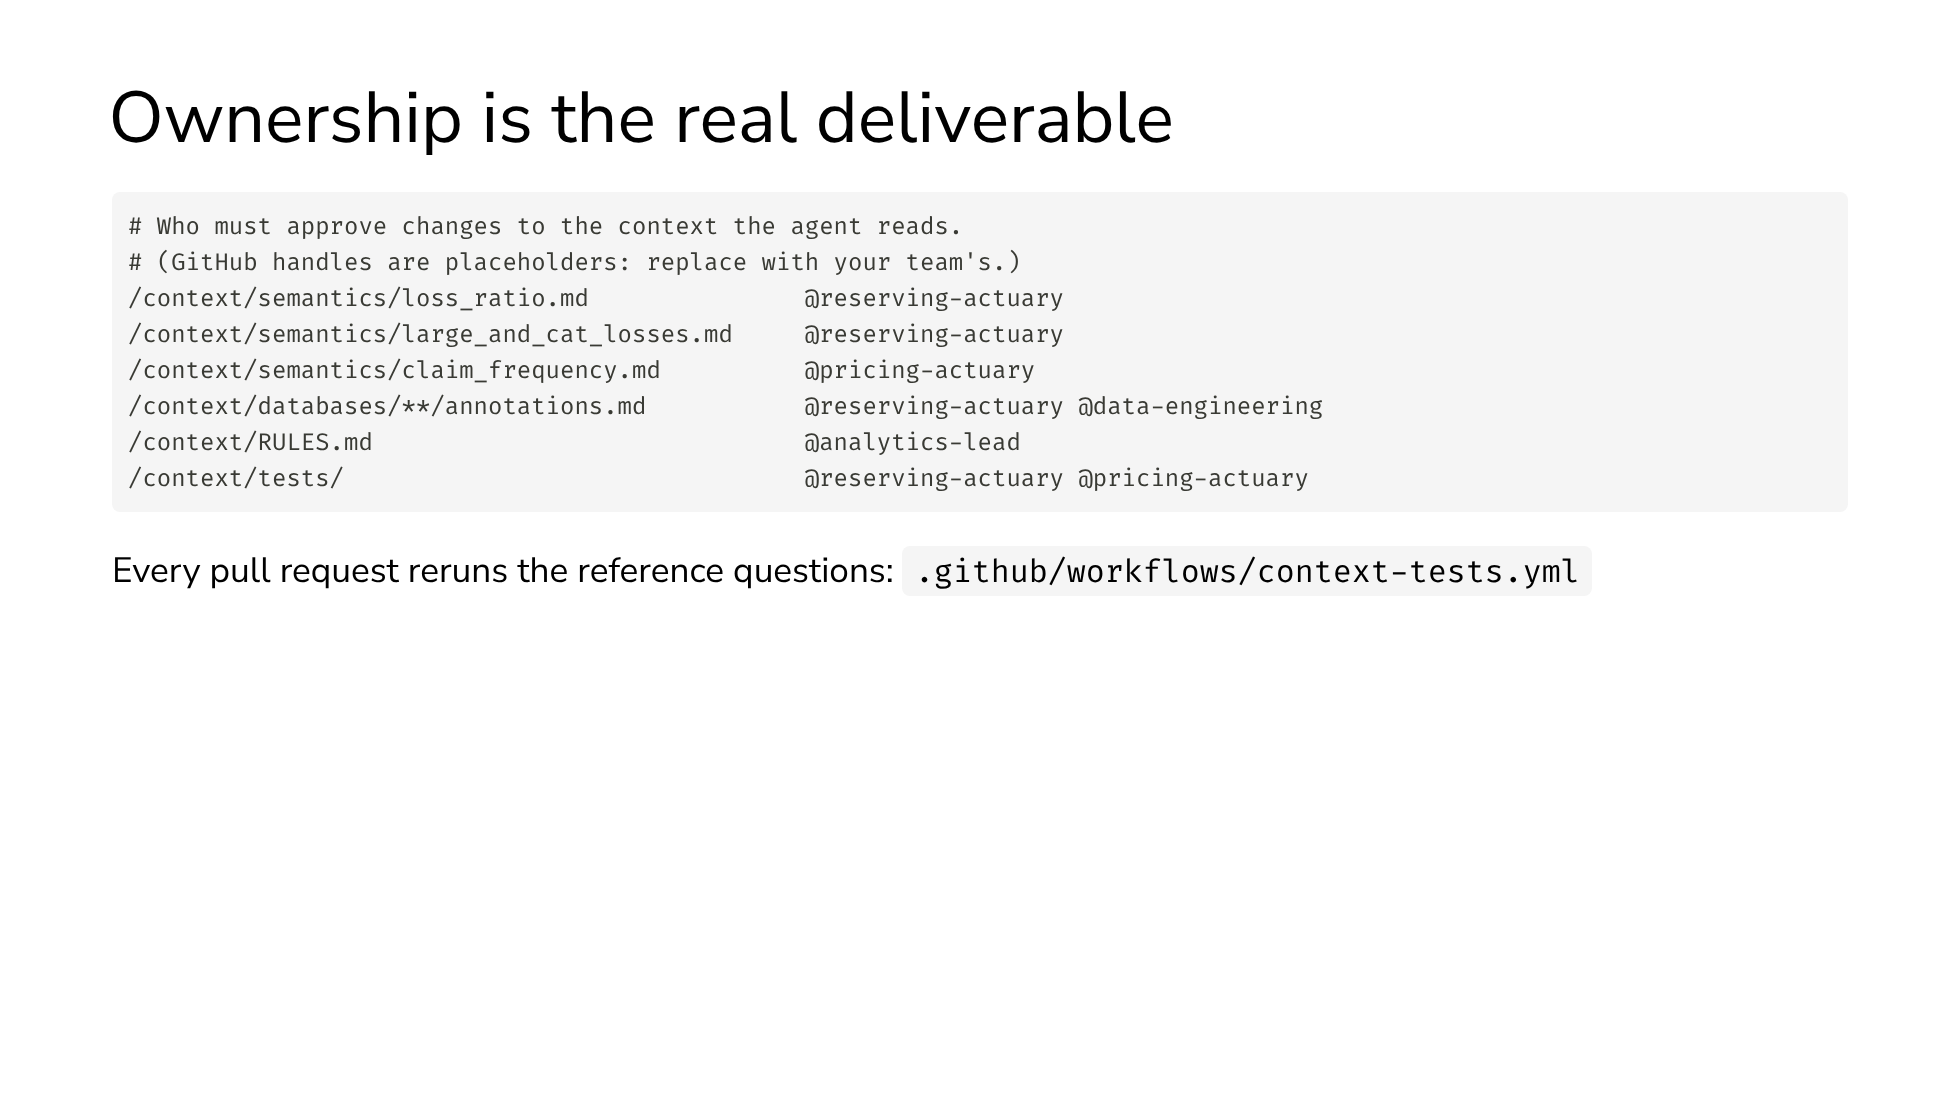 Ownership is the real deliverable
# Who must approve changes to the context the agent reads.
# (GitHub handles are placeholders: replace with your team's.)
/context/semantics/loss_ratio.md               @reserving-actuary
/context/semantics/large_and_cat_losses.md     @reserving-actuary
/context/semantics/claim_frequency.md          @pricing-actuary
/context/databases/**/annotations.md           @reserving-actuary @data-engineering
/context/RULES.md                              @analytics-lead
/context/tests/                                @reserving-actuary @pricing-actuary
Every pull request reruns the reference questions: .github/workflows/context-tests.yml